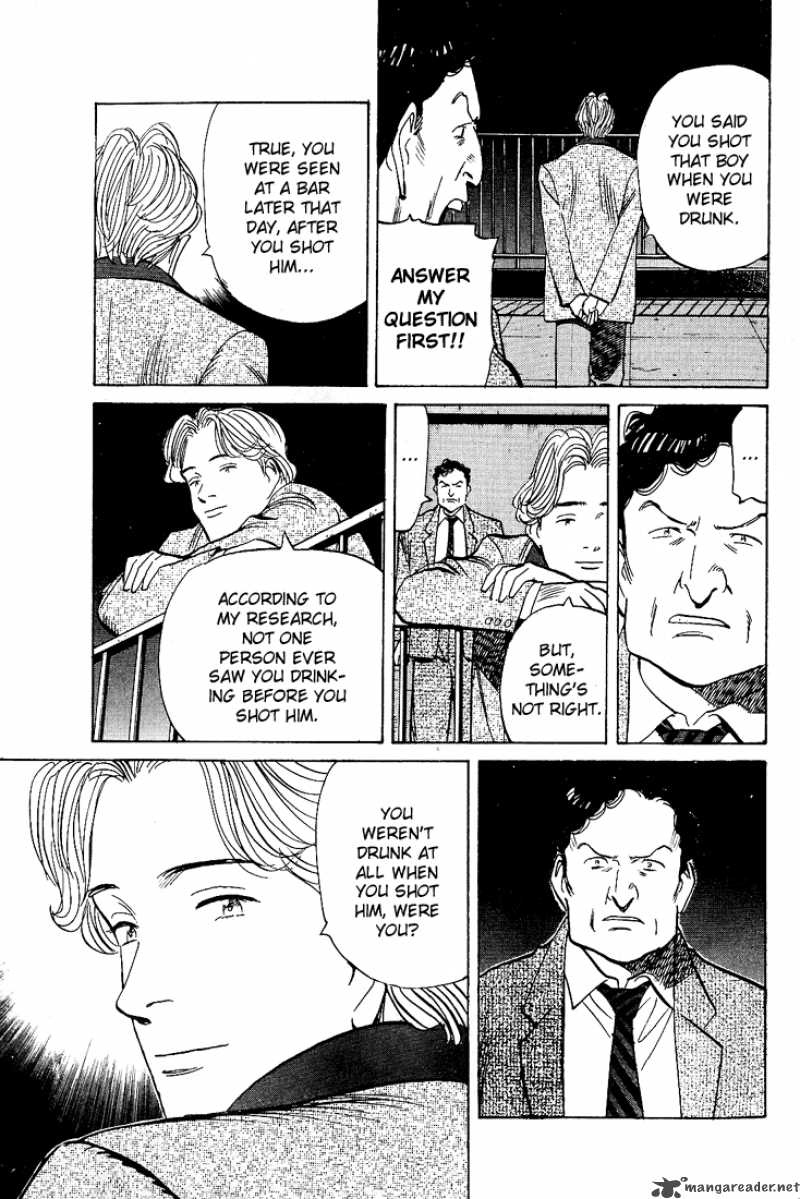 YOU SAID
YOU SHOT
THAT BOY
WHEN YOU
WERE
DRUNK.
ANSWER
MY
QUESTION
FIRST!!
TRUE, YOU
WERE SEEN
AT A BAR
LATER THAT
DAY, AFTER
YOU SHOT
HIM...
...
BUT,
SOME-
THING'S
NOT RIGHT.
...
ACCORDING TO
MY RESEARCH,
NOT ONE
PERSON EVER
SAW YOU DRINK-
ING BEFORE YOU
SHOT HIM.
YOU
WEREN'T
DRUNK AT
ALL WHEN
YOU SHOT
HIM, WERE
YOU?
mangareader.net